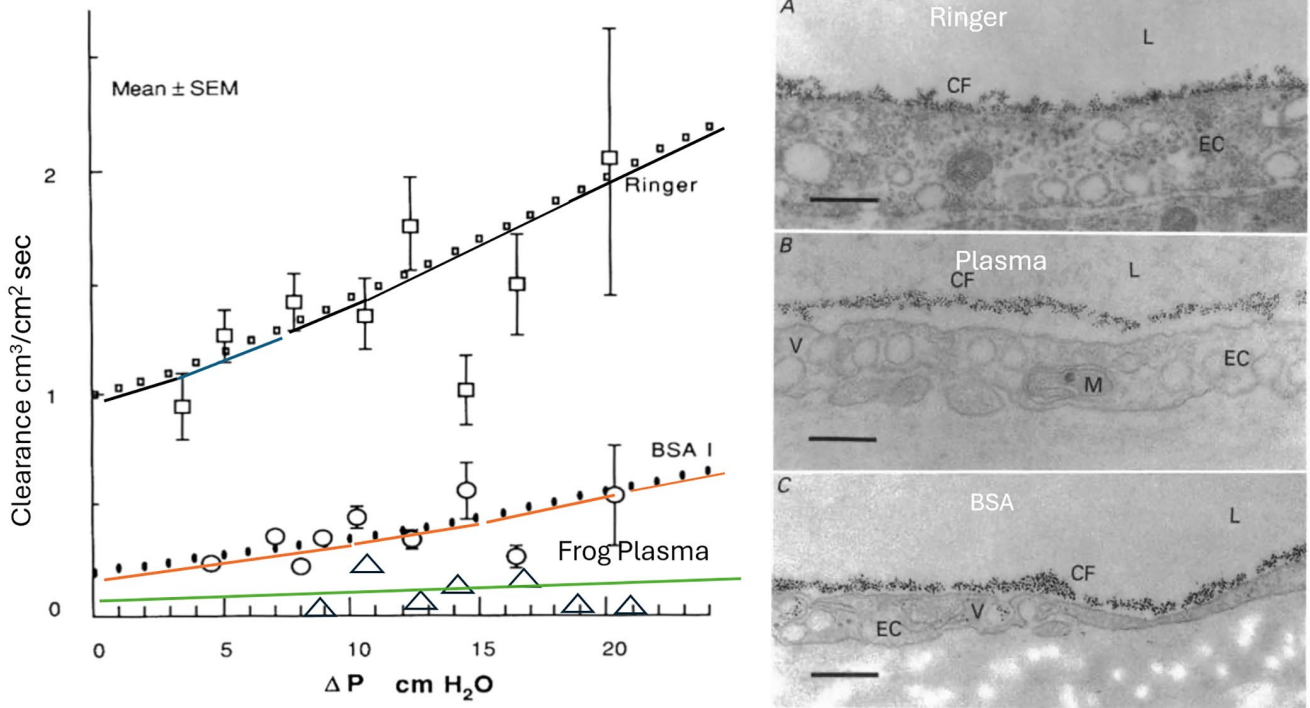 Mean ± SEM
Clearance cm³/cm² sec
2
1
0
Ringer
BSA I
Frog Plasma
0 5 10 15 20
Δ P cm H₂O
A
Ringer
L
CF
EC
B
Plasma
L
CF
V
EC
M
C
BSA
L
CF
V
EC